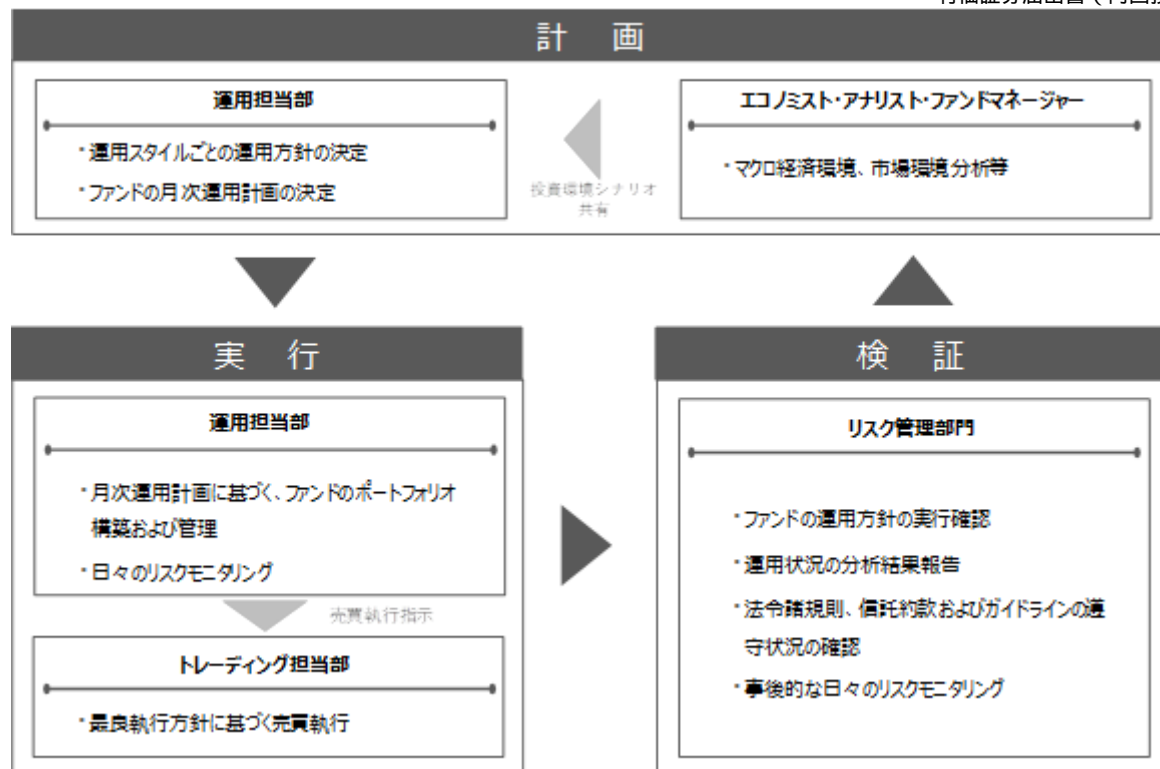 計 画
運用担当部
・運用スタイルごとの運用方針の決定
・ファンドの月次運用計画の決定
投資環境シナリオ
共有
エコノミスト・アナリスト・ファンドマネージャー
・マクロ経済環境、市場環境分析等
実 行
運用担当部
・月次運用計画に基づく、ファンドのポートフォリオ
構築および管理
・日々のリスクモニタリング
売買執行指示
トレーディング担当部
・最良執行方針に基づく売買執行
検 証
リスク管理部門
・ファンドの運用方針の実行確認
・運用状況の分析結果報告
・法令諸規則、信託約款およびガイドラインの遵
守状況の確認
・事後的な日々のリスクモニタリング